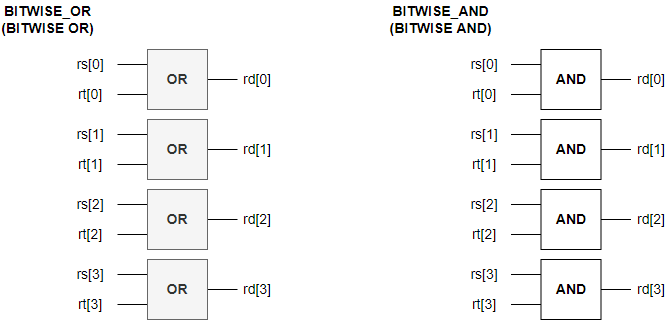 BITWISE_OR
(BITWISE OR)
rs[0]
OR
rd[0]
rt[0]
rs[1]
OR
rd[1]
rt[1]
rs[2]
OR
rd[2]
rt[2]
rs[3]
OR
rd[3]
rt[3]
BITWISE_AND
(BITWISE AND)
rs[0]
AND
rd[0]
rt[0]
rs[1]
AND
rd[1]
rt[1]
rs[2]
AND
rd[2]
rt[2]
rs[3]
AND
rd[3]
rt[3]